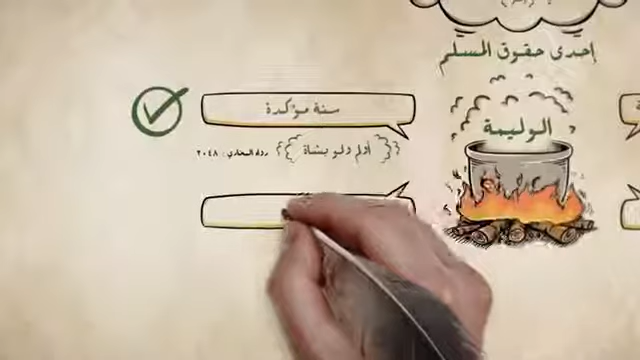 إحدى حقوق المسلم
سنة مؤكدة
الوليمة
{أولم ولو بشاة} رواه البخاري: ٢٠٤٨